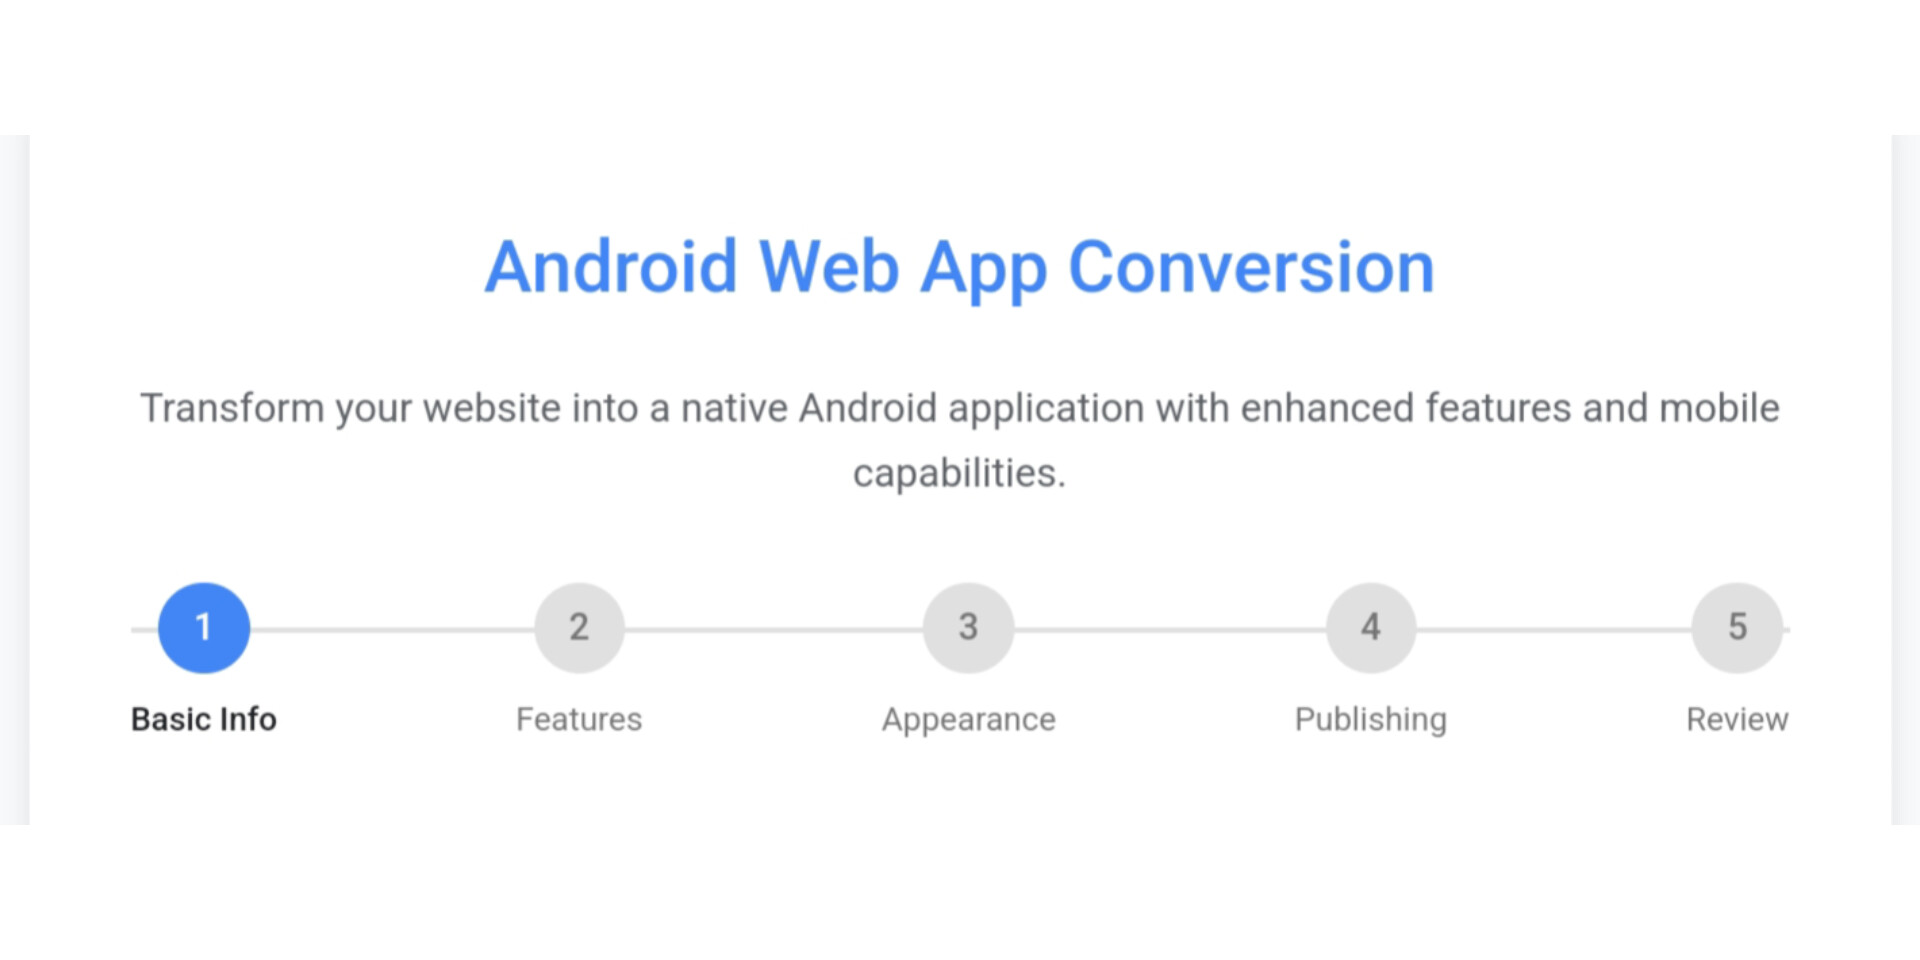 Android Web App Conversion
Transform your website into a native Android application with enhanced features and mobile
capabilities.
1
2
3
4
5
Basic Info
Features
Appearance
Publishing
Review